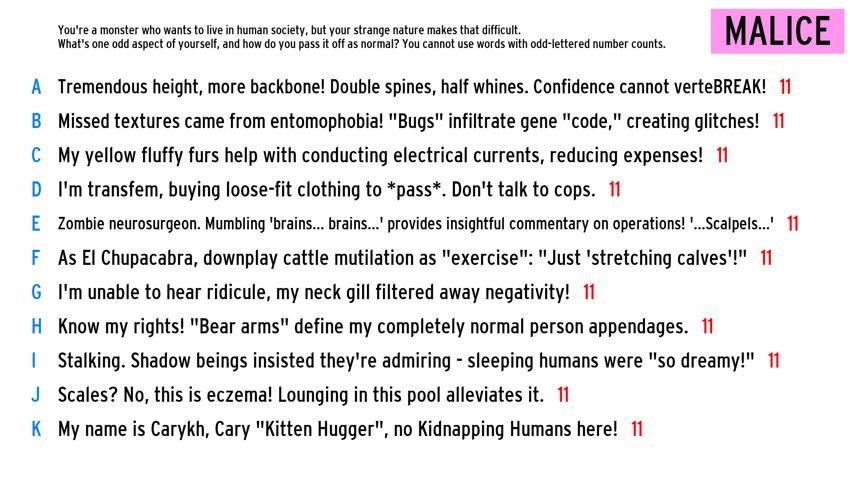 You're a monster who wants to live in human society, but your strange nature makes that difficult.
What's one odd aspect of yourself, and how do you pass it off as normal? You cannot use words with odd-lettered number counts.
MALICE
A Tremendous height, more backbone! Double spines, half whines. Confidence cannot verteBREAK! 11
B Missed textures came from entomophobia! "Bugs" infiltrate gene "code," creating glitches! 11
C My yellow fluffy furs help with conducting electrical currents, reducing expenses! 11
D I'm transfem, buying loose-fit clothing to *pass*. Don't talk to cops. 11
E Zombie neurosurgeon. Mumbling 'brains... brains...' provides insightful commentary on operations! '...Scalpels...' 11
F As El Chupacabra, downplay cattle mutilation as "exercise": "Just 'stretching calves'!" 11
G I'm unable to hear ridicule, my neck gill filtered away negativity! 11
H Know my rights! "Bear arms" define my completely normal person appendages. 11
I Stalking. Shadow beings insisted they're admiring - sleeping humans were "so dreamy!" 11
J Scales? No, this is eczema! Lounging in this pool alleviates it. 11
K My name is Carykh, Cary "Kitten Hugger", no Kidnapping Humans here! 11